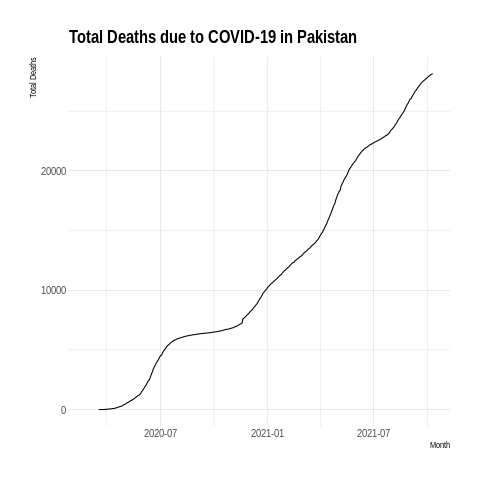 Total Deaths due to COVID-19 in Pakistan
Total Deaths
20000
10000
0
2020-07 2021-01 2021-07
Month